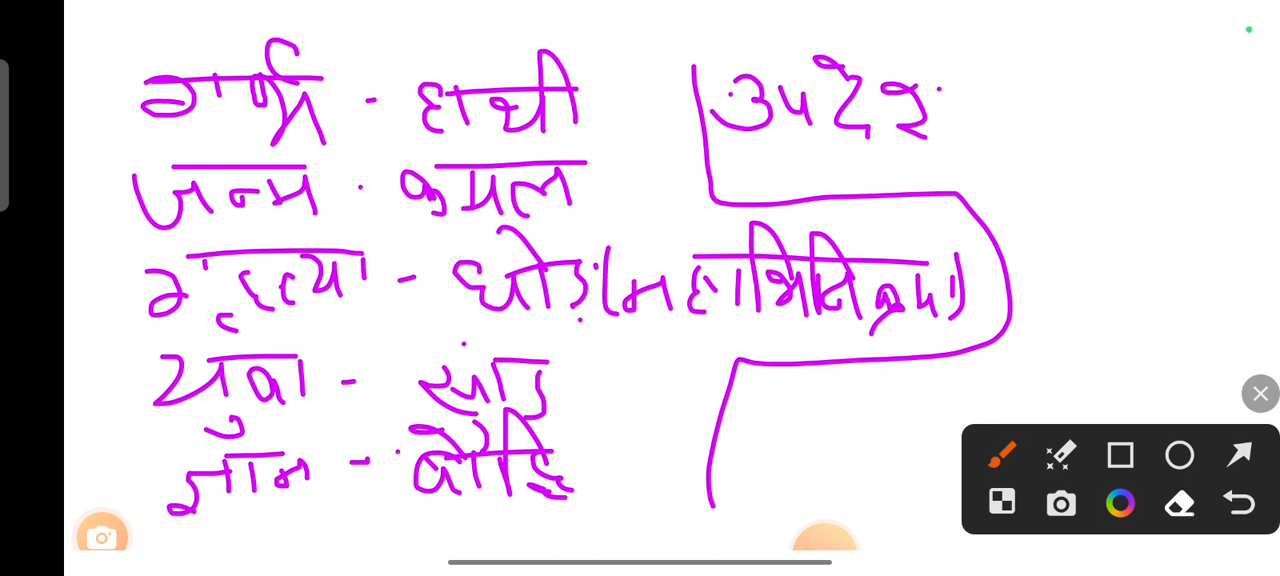 गर्भ - हाथी
जन्म - कमल
गृहत्या - घोड़ा (महाभिनिष्क्रमण)
युवा - सांड
ज्ञान - बोधि
उपदेश